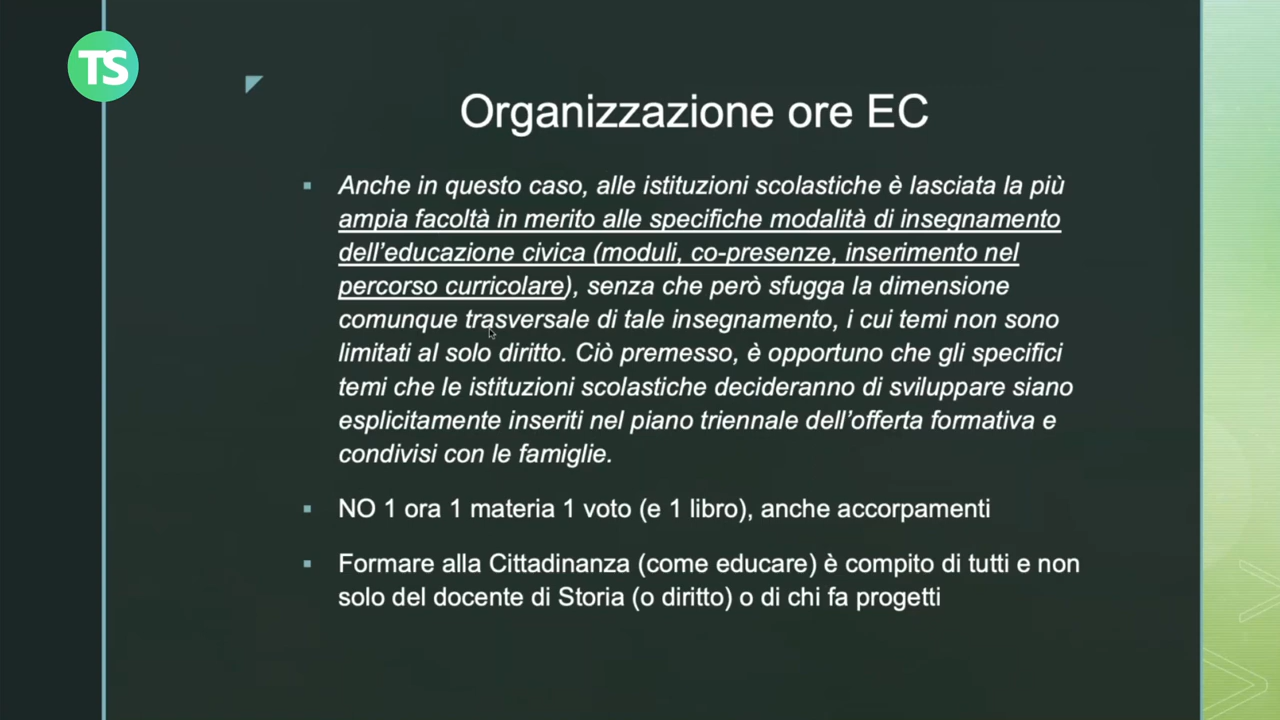 TS
Organizzazione ore EC
▪ Anche in questo caso, alle istituzioni scolastiche è lasciata la più
ampia facoltà in merito alle specifiche modalità di insegnamento
dell’educazione civica (moduli, co-presenze, inserimento nel
percorso curricolare), senza che però sfugga la dimensione
comunque trasversale di tale insegnamento, i cui temi non sono
limitati al solo diritto. Ciò premesso, è opportuno che gli specifici
temi che le istituzioni scolastiche decideranno di sviluppare siano
esplicitamente inseriti nel piano triennale dell’offerta formativa e
condivisi con le famiglie.
▪ NO 1 ora 1 materia 1 voto (e 1 libro), anche accorpamenti
▪ Formare alla Cittadinanza (come educare) è compito di tutti e non
solo del docente di Storia (o diritto) o di chi fa progetti